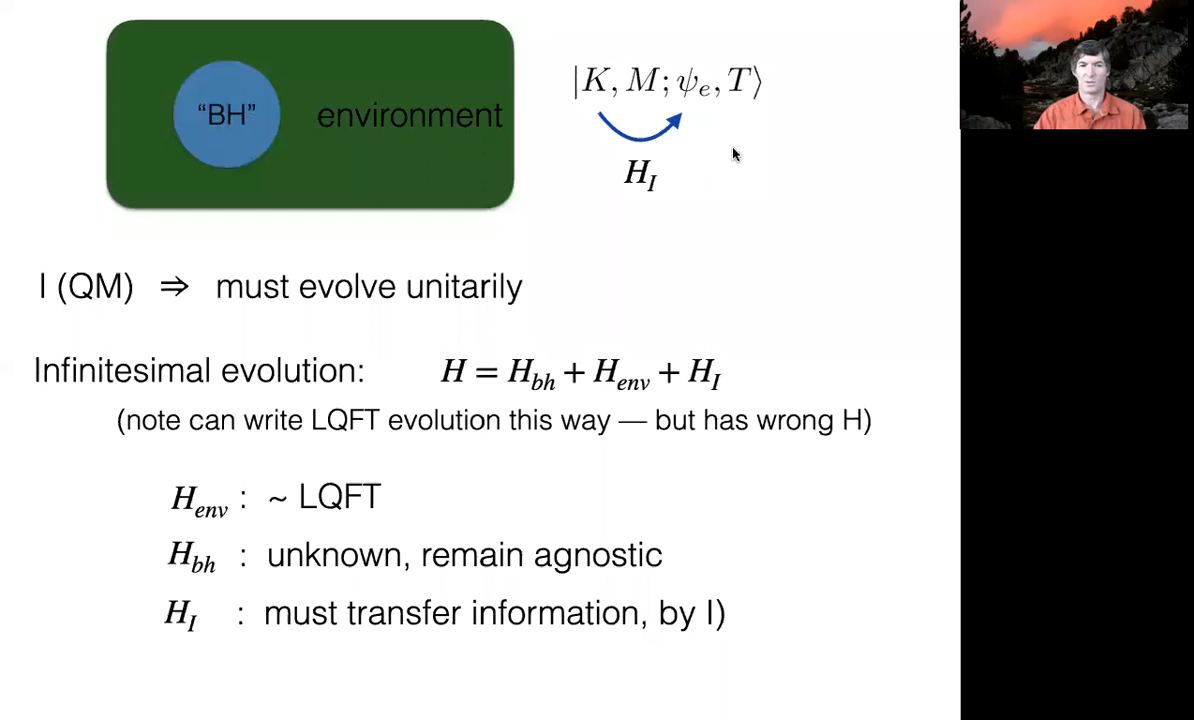 “BH”
environment
|K, M; ψₑ, T⟩
H_I
I (QM) ⇒ must evolve unitarily
Infinitesimal evolution: H = H_bh + H_env + H_I
(note can write LQFT evolution this way — but has wrong H)
H_env : ~ LQFT
H_bh : unknown, remain agnostic
H_I : must transfer information, by I)